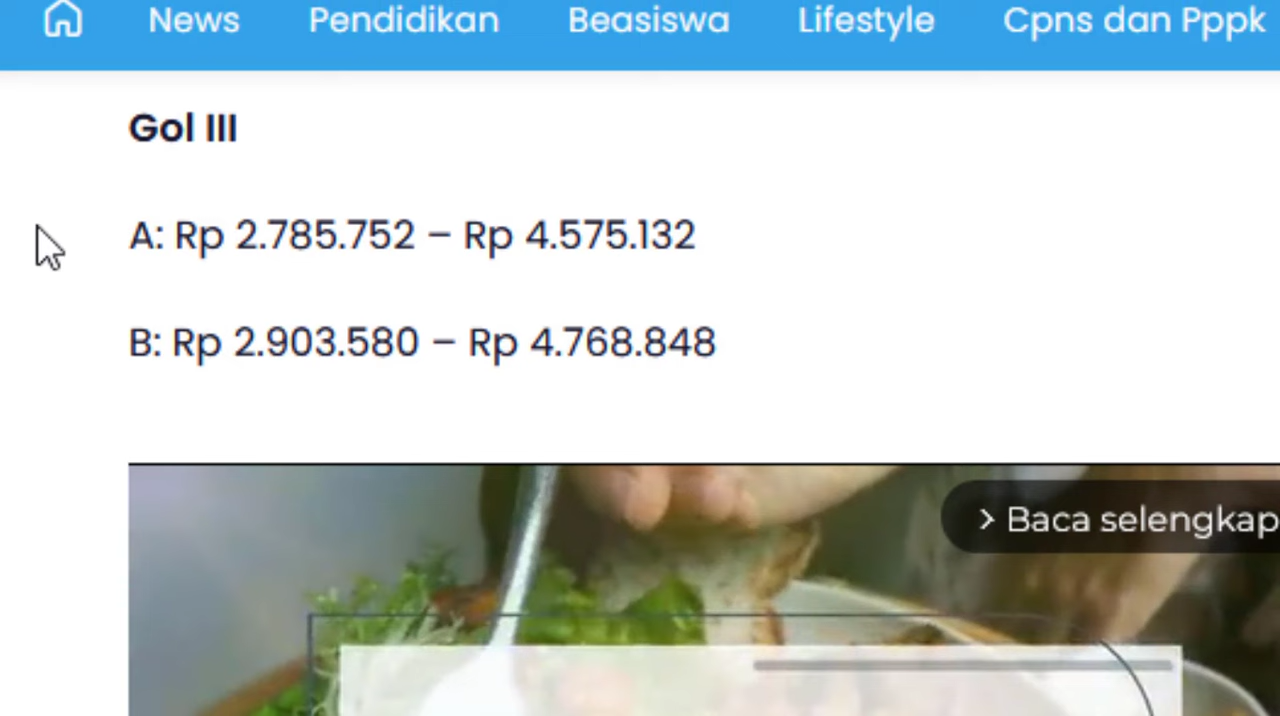 News Pendidikan Beasiswa Lifestyle Cpns dan Pppk
Gol III
A: Rp 2.785.752 – Rp 4.575.132
B: Rp 2.903.580 – Rp 4.768.848
> Baca selengkap